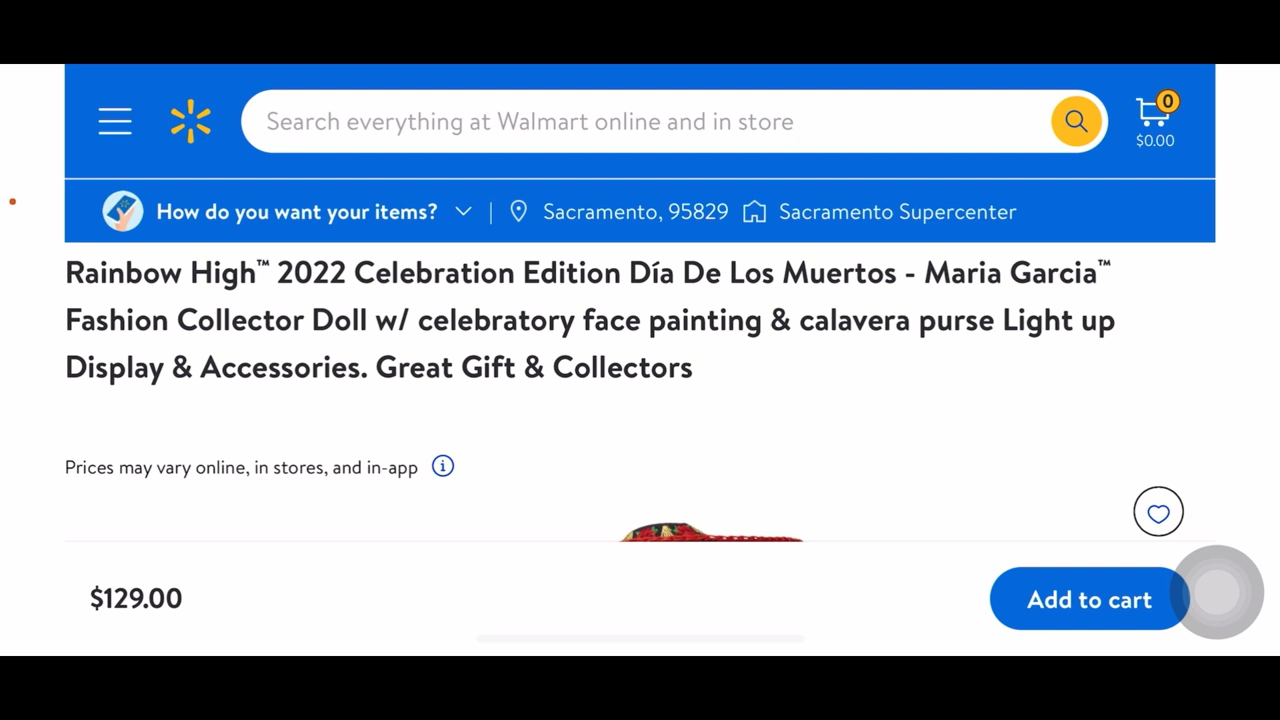 Search everything at Walmart online and in store
0
$0.00
How do you want your items?
Sacramento, 95829
Sacramento Supercenter
Rainbow High™ 2022 Celebration Edition Día De Los Muertos - Maria Garcia™
Fashion Collector Doll w/ celebratory face painting & calavera purse Light up
Display & Accessories. Great Gift & Collectors
Prices may vary online, in stores, and in-app
$129.00
Add to cart